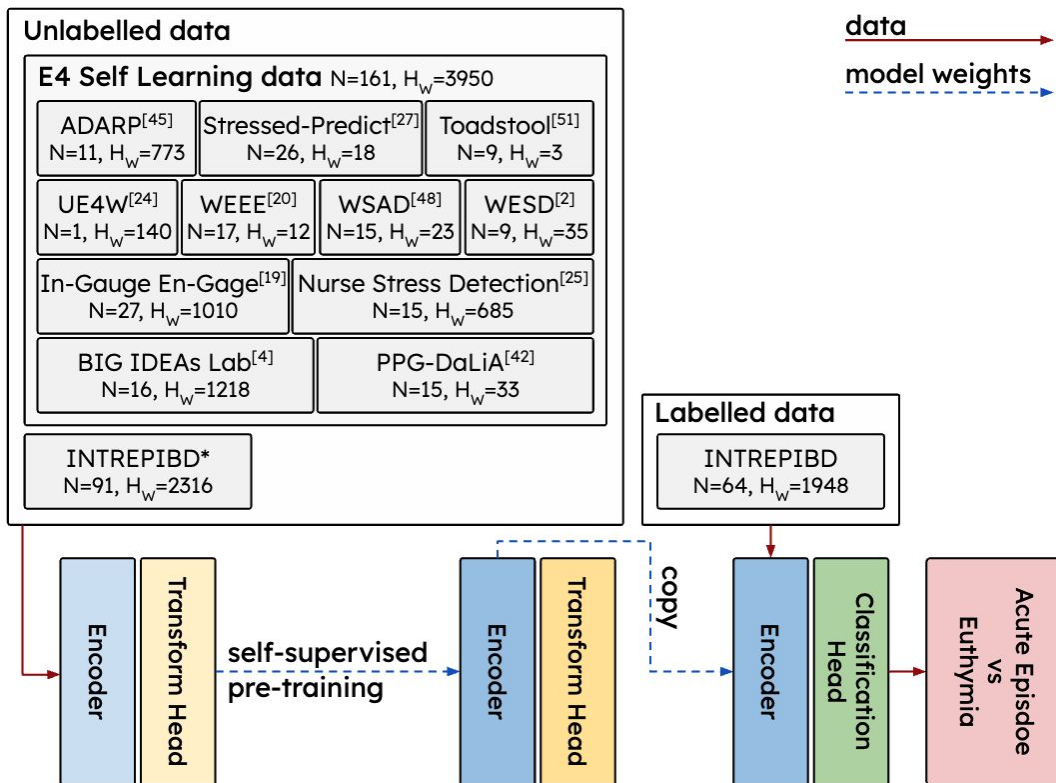 Unlabelled data
data
model weights
E4 Self Learning data N=161, H_W=3950
ADARP[45]
N=11, H_W=773
Stressed-Predict[27]
N=26, H_W=18
Toadstool[51]
N=9, H_W=3
UE4W[24]
N=1, H_W=140
WEEE[20]
N=17, H_W=12
WSAD[48]
N=15, H_W=23
WESD[2]
N=9, H_W=35
In-Gauge En-Gage[19]
N=27, H_W=1010
Nurse Stress Detection[25]
N=15, H_W=685
BIG IDEAs Lab[4]
N=16, H_W=1218
PPG-DaLiA[42]
N=15, H_W=33
INTREPIBD*
N=91, H_W=2316
Labelled data
INTREPIBD
N=64, H_W=1948
Encoder
Transform Head
self-supervised
pre-training
Encoder
Transform Head
copy
Encoder
Classification
Head
Acute Episdoe
vs
Euthymia